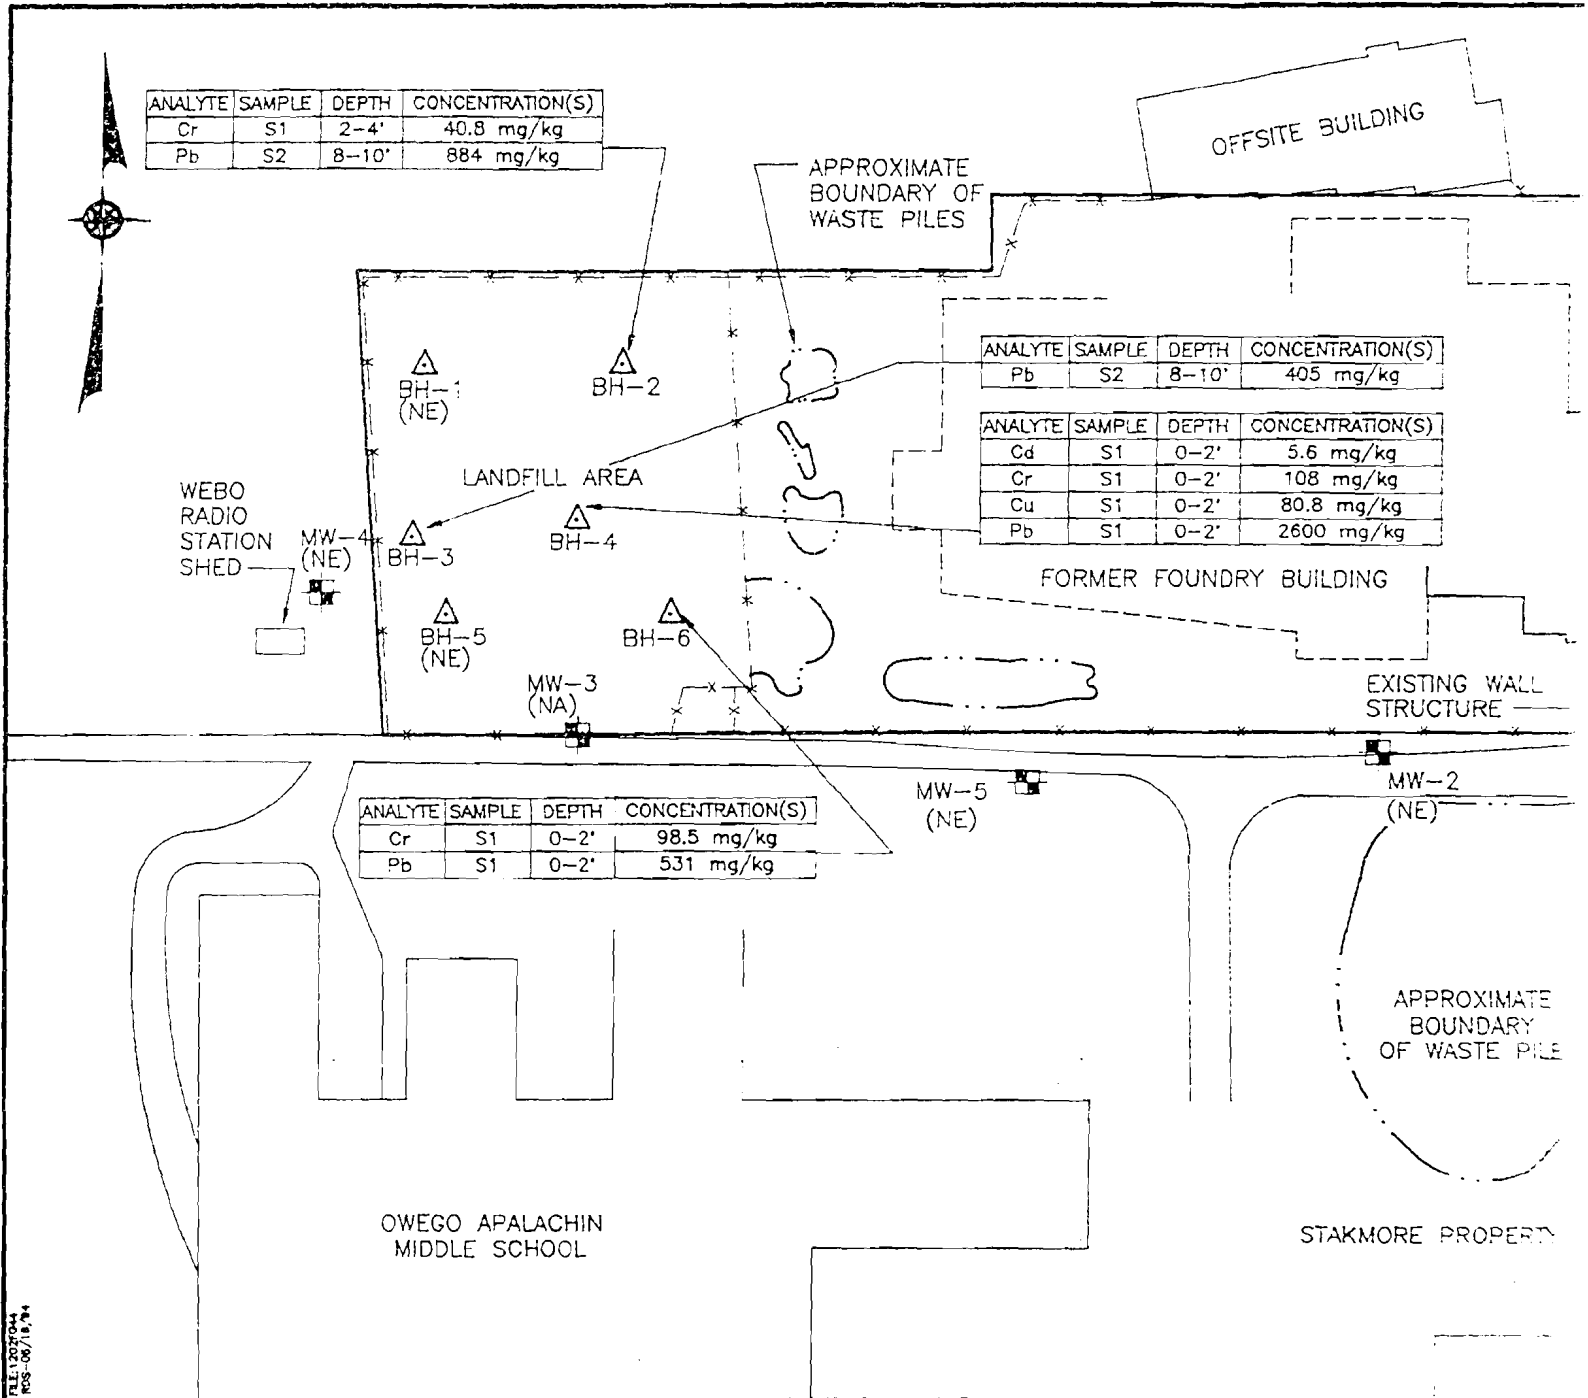 ANALYTE SAMPLE DEPTH CONCENTRATION(S)
Cr S1 2-4' 40.8 mg/kg
Pb S2 8-10' 884 mg/kg
APPROXIMATE
BOUNDARY OF
WASTE PILES
OFFSITE BUILDING
BH-1
(NE)
BH-2
ANALYTE SAMPLE DEPTH CONCENTRATION(S)
Pb S2 8-10' 405 mg/kg
ANALYTE SAMPLE DEPTH CONCENTRATION(S)
Cd S1 0-2' 5.6 mg/kg
Cr S1 0-2' 108 mg/kg
Cu S1 0-2' 80.8 mg/kg
Pb S1 0-2' 2600 mg/kg
LANDFILL AREA
WEBO
RADIO
STATION
SHED
MW-4
(NE)
BH-3
BH-4
FORMER FOUNDRY BUILDING
BH-5
(NE)
BH-6
MW-3
(NA)
EXISTING WALL
STRUCTURE
MW-5
(NE)
MW-2
(NE)
ANALYTE SAMPLE DEPTH CONCENTRATION(S)
Cr S1 0-2' 98.5 mg/kg
Pb S1 0-2' 531 mg/kg
APPROXIMATE
BOUNDARY
OF WASTE PILE
OWEGO APALACHIN
MIDDLE SCHOOL
STAKMORE PROPERTY